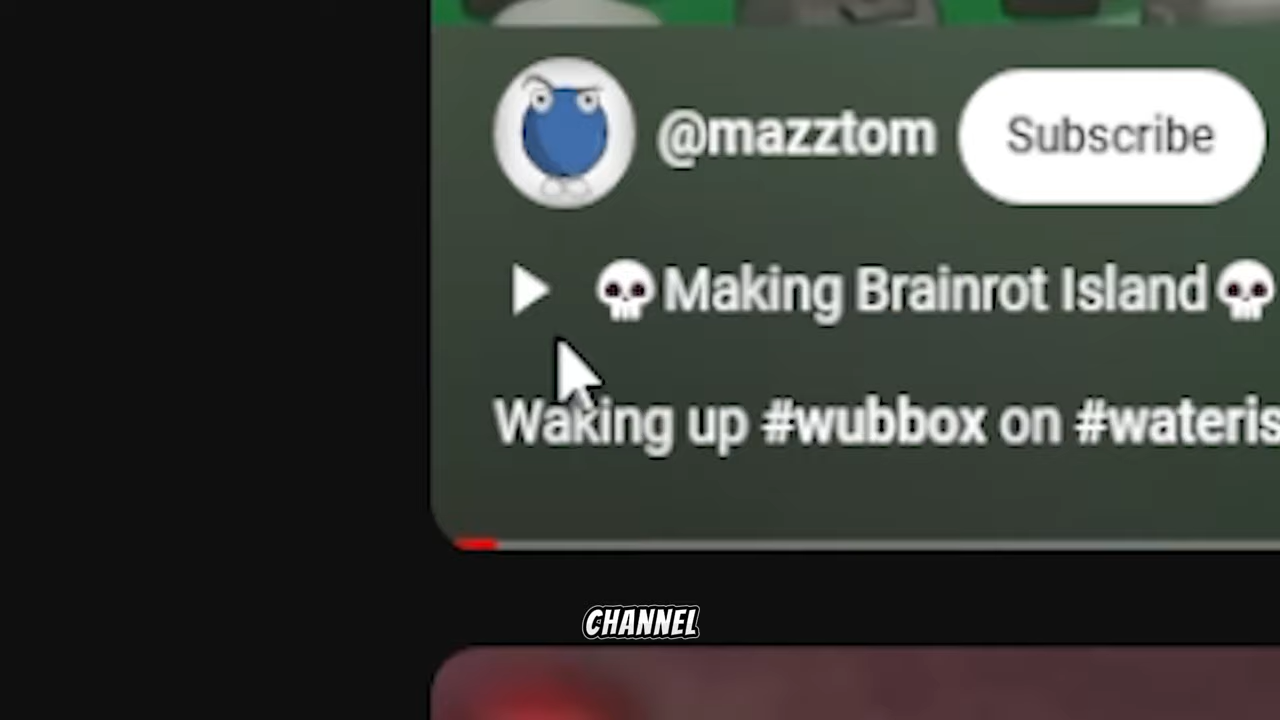 @mazztom Subscribe
💀Making Brainrot Island💀
Waking up #wubbox on #wateris
CHANNEL